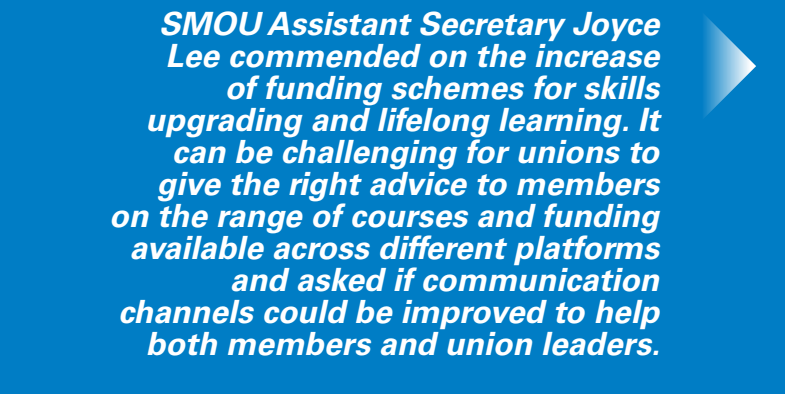 SMOU Assistant Secretary Joyce
Lee commended on the increase
of funding schemes for skills
upgrading and lifelong learning. It
can be challenging for unions to
give the right advice to members
on the range of courses and funding
available across different platforms
and asked if communication
channels could be improved to help
both members and union leaders.